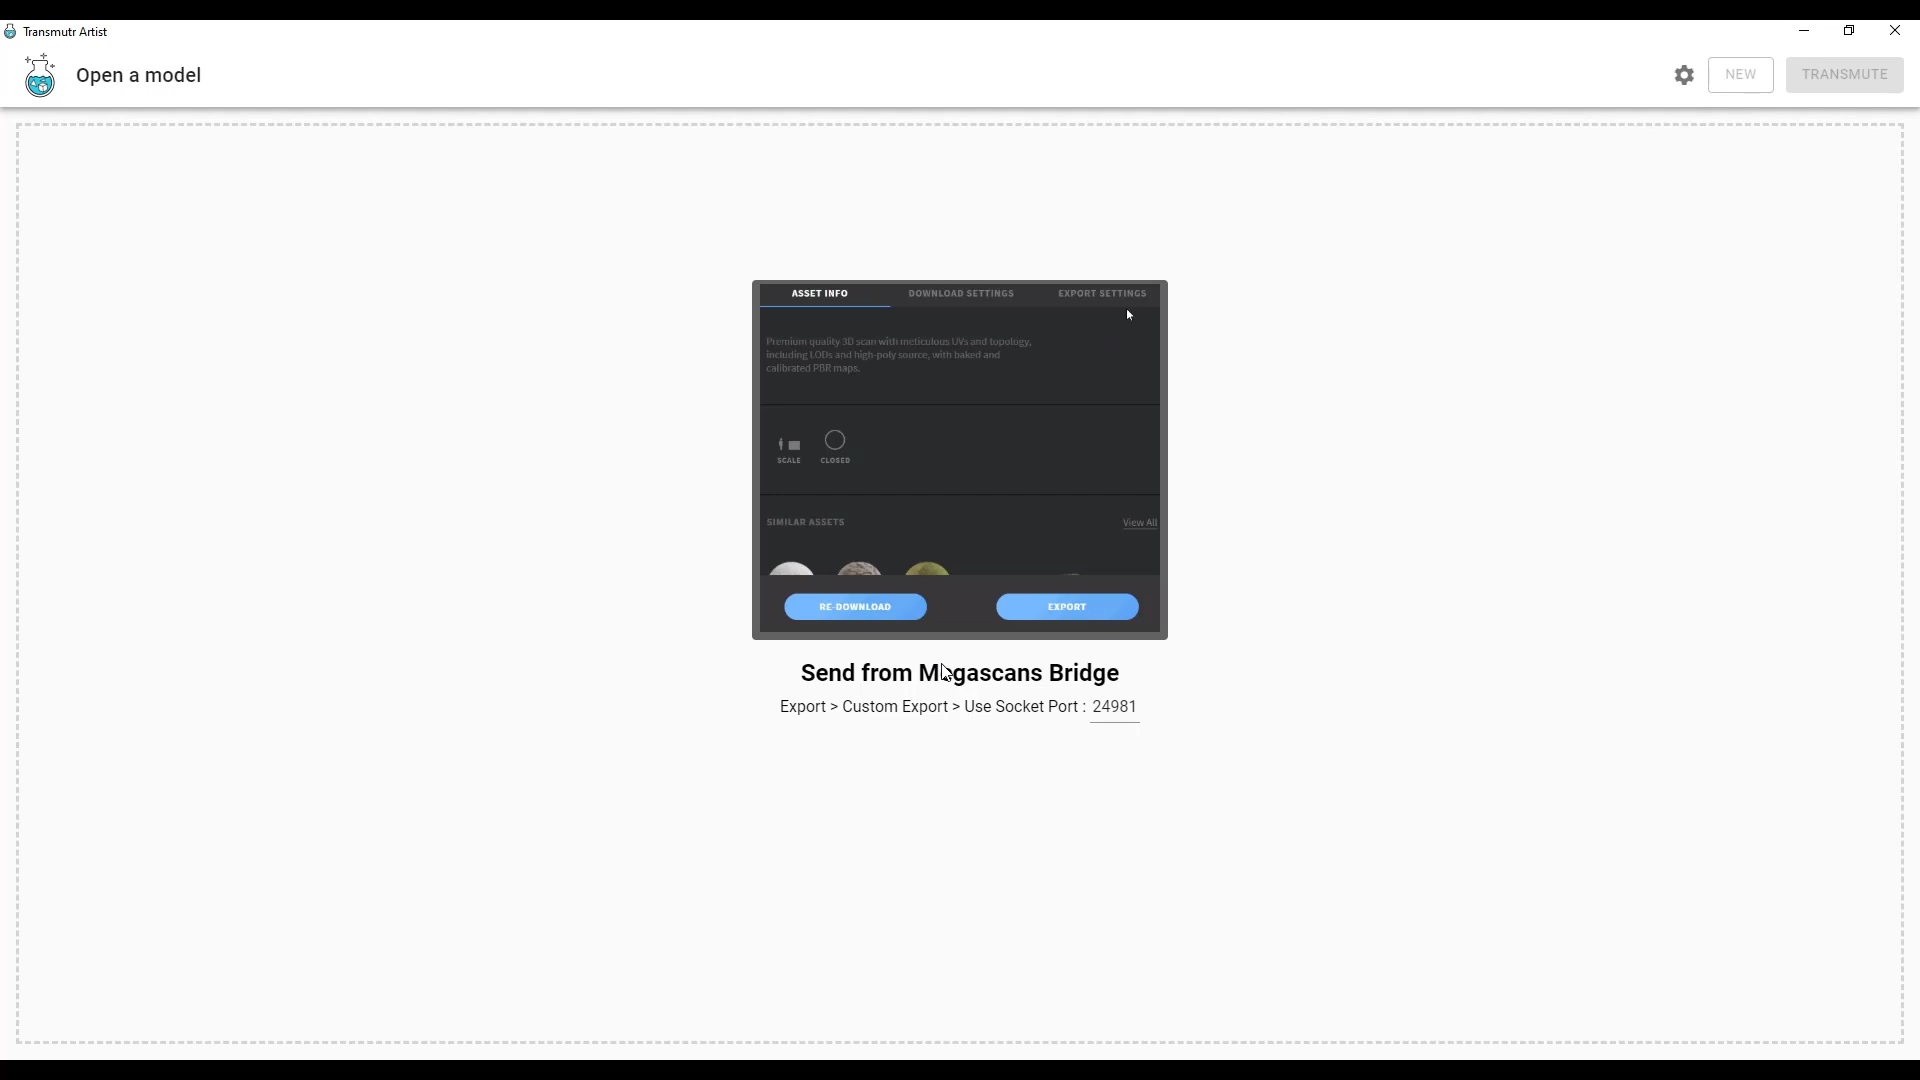 Transmutr Artist
Open a model
NEW
TRANSMUTE
ASSET INFO
DOWNLOAD SETTINGS
EXPORT SETTINGS
Premium quality 3D scan with meticulous UVs and topology,
including LODs and high-poly source, with baked and
calibrated PBR maps.
SCALE
CLOSED
SIMILAR ASSETS
View All
RE-DOWNLOAD
EXPORT
Send from Megascans Bridge
Export > Custom Export > Use Socket Port : 24981